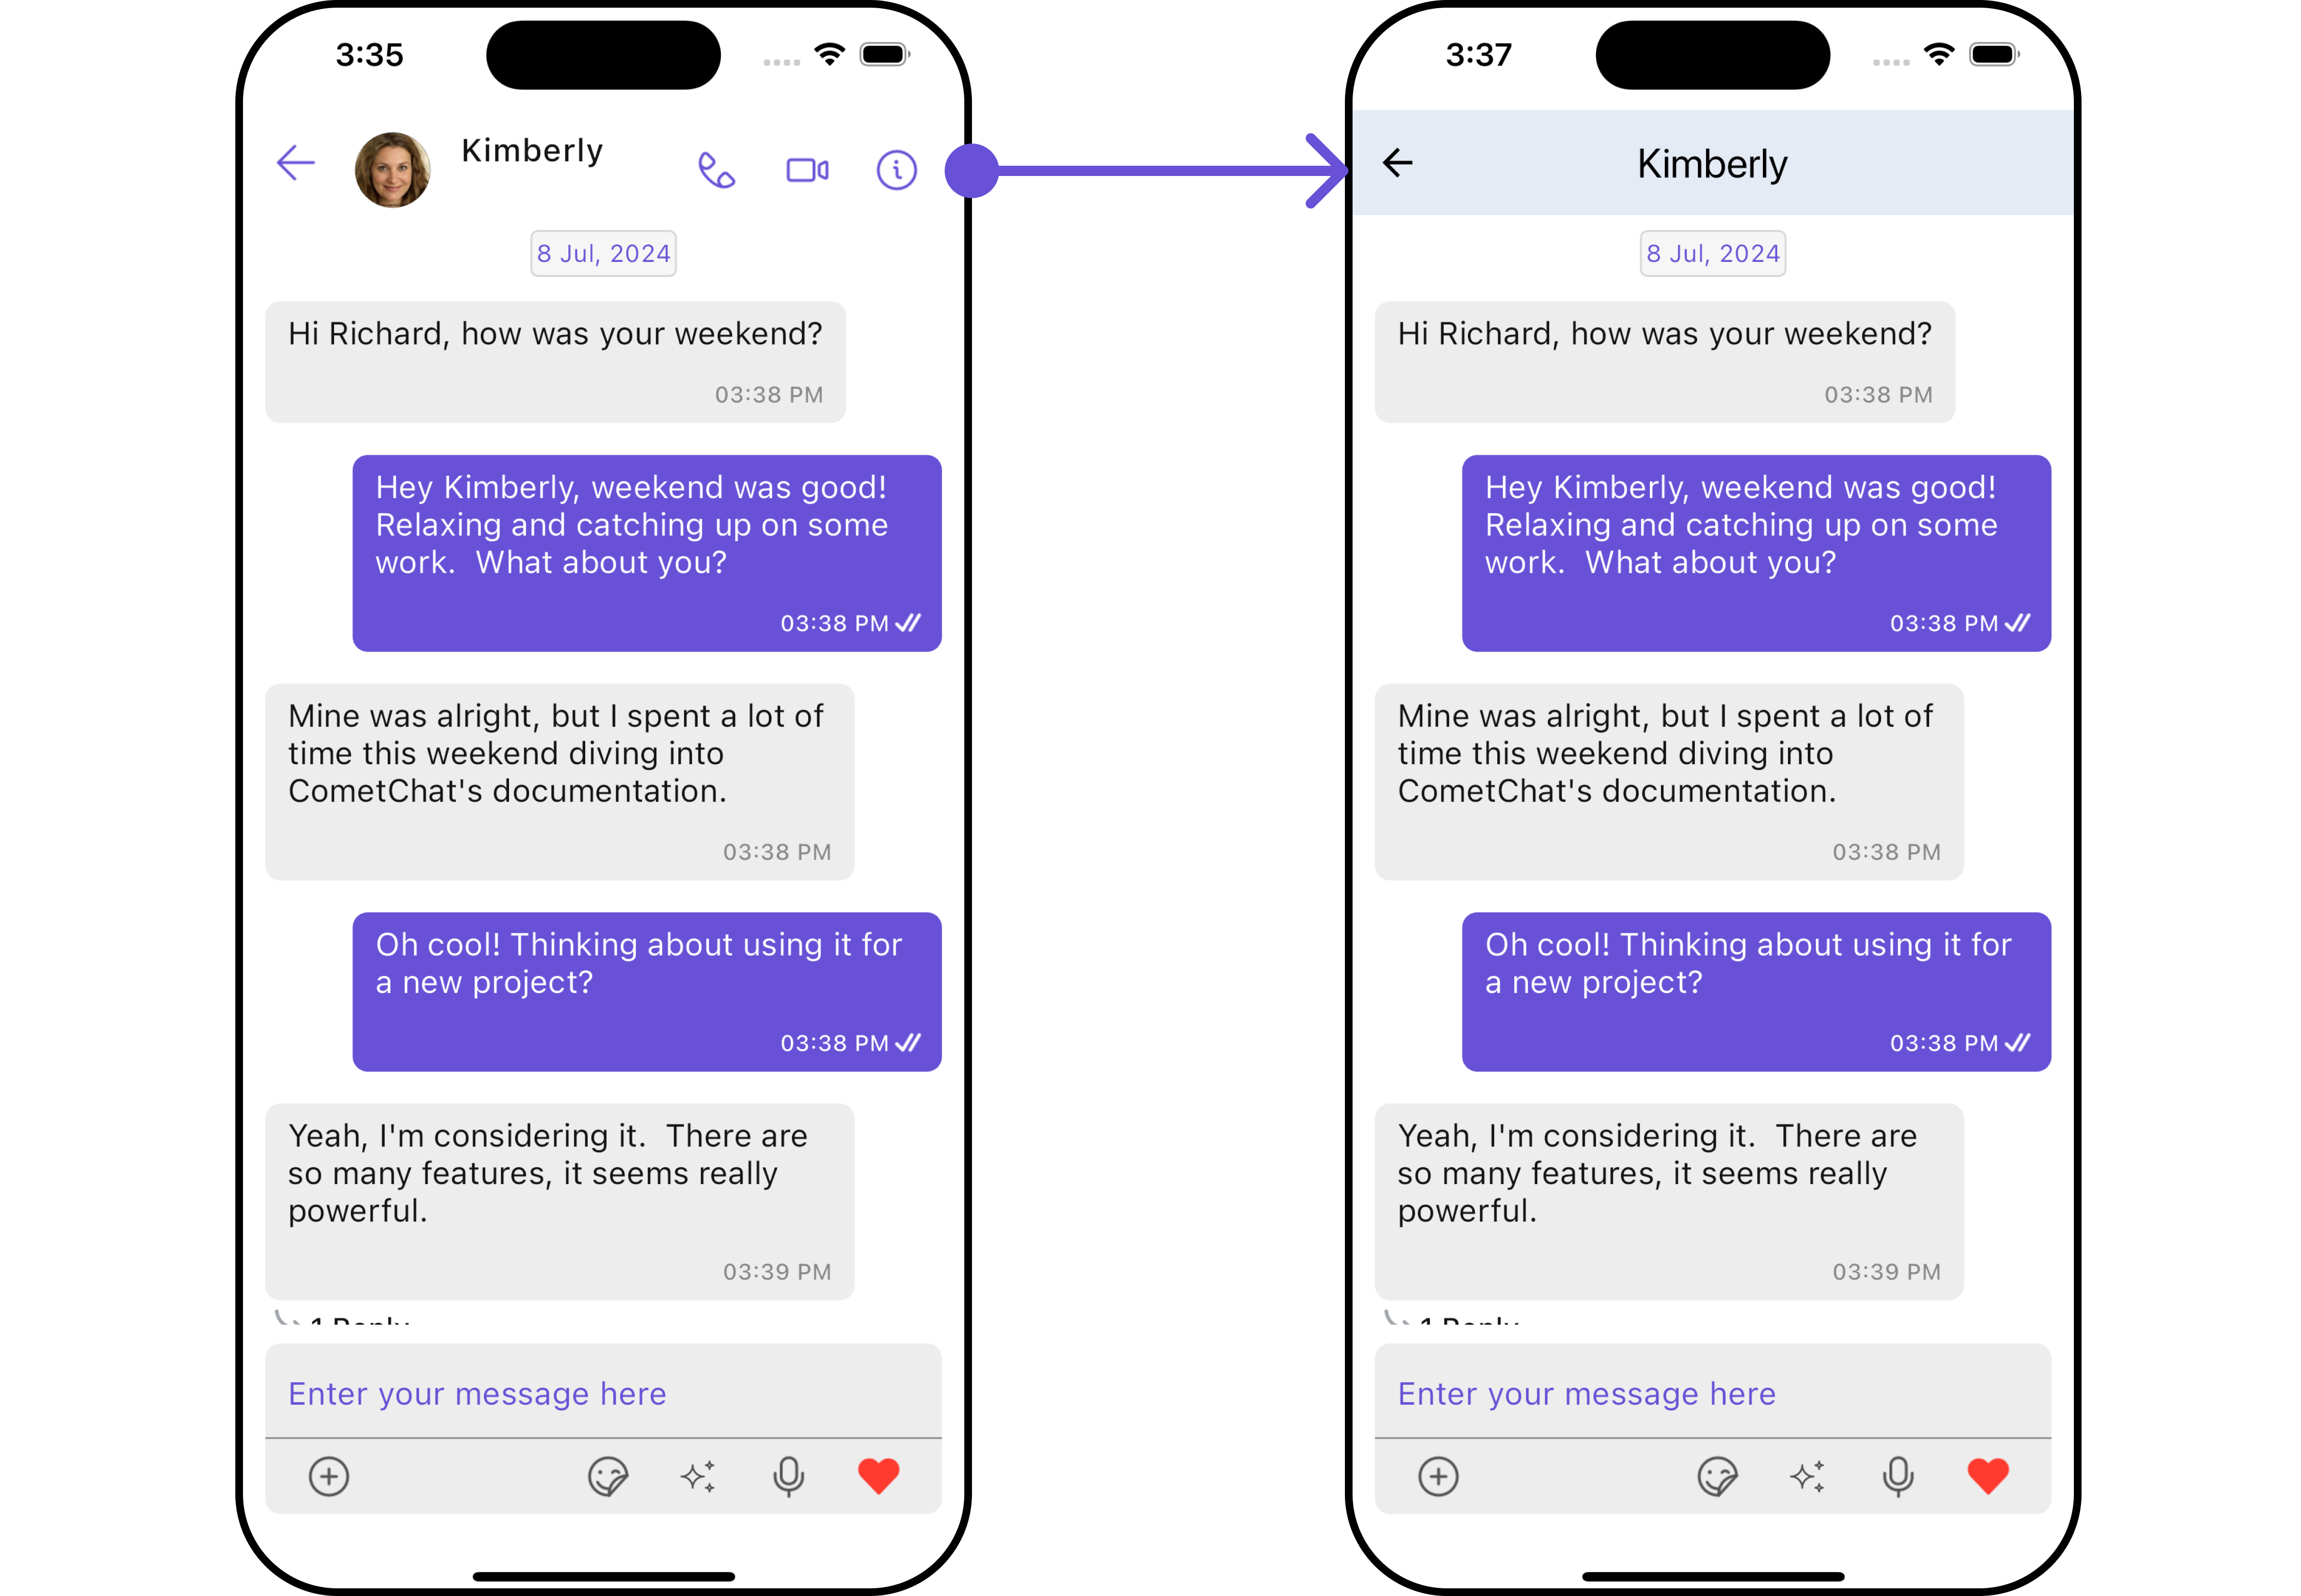 3:35
Kimberly
8 Jul, 2024
Hi Richard, how was your weekend?
03:38 PM
Hey Kimberly, weekend was good!
Relaxing and catching up on some
work.  What about you?
03:38 PM
Mine was alright, but I spent a lot of
time this weekend diving into
CometChat's documentation.
03:38 PM
Oh cool! Thinking about using it for
a new project?
03:38 PM
Yeah, I'm considering it.  There are
so many features, it seems really
powerful.
03:39 PM
1 Reply
Enter your message here
3:37
Kimberly
8 Jul, 2024
Hi Richard, how was your weekend?
03:38 PM
Hey Kimberly, weekend was good!
Relaxing and catching up on some
work.  What about you?
03:38 PM
Mine was alright, but I spent a lot of
time this weekend diving into
CometChat's documentation.
03:38 PM
Oh cool! Thinking about using it for
a new project?
03:38 PM
Yeah, I'm considering it.  There are
so many features, it seems really
powerful.
03:39 PM
1 Reply
Enter your message here